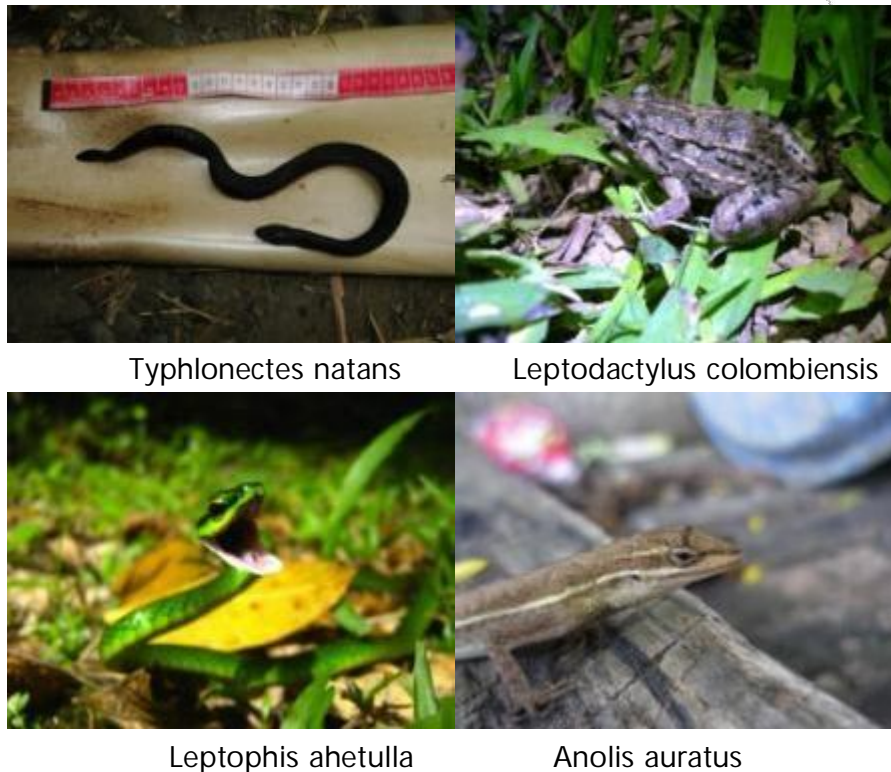 Typhlonectes natans
Leptodactylus colombiensis
Leptophis ahetulla
Anolis auratus